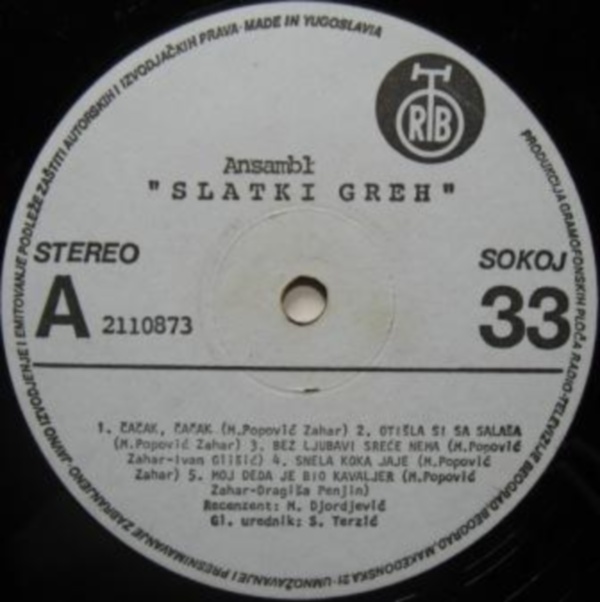 PRODUKCIJA GRAMOFONSKIH PLOČA RADIO-TELEVIZIJE BEOGRAD, BEOGRAD, MAKEDONSKA 21 · UMNOŽAVANJE I PRESNIMAVANJE ZABRANJENO · JAVNO IZVODJENJE I EMITOVANJE PODLEŽE ZAŠTITI AUTORSKIH I IZVODJAČKIH PRAVA · MADE IN YUGOSLAVIA
RTB
Ansambl
"SLATKI GREH"
STEREO
SOKOJ
A 2110873
33
1. ČAČAK, ČAČAK (M.Popović Zahar) 2. OTIŠLA SI SA SALAŠA
(M.Popović Zahar) 3. BEZ LJUBAVI SREĆE NEMA (M.Popović
Zahar-Ivan Glišić) 4. SNELA KOKA JAJE (M.Popović
Zahar) 5. MOJ DEDA JE BIO KAVALJER (M.Popović
Zahar-Dragiša Penjin)
Recenzent: M. Djordjević
Gl. urednik: S. Terzić